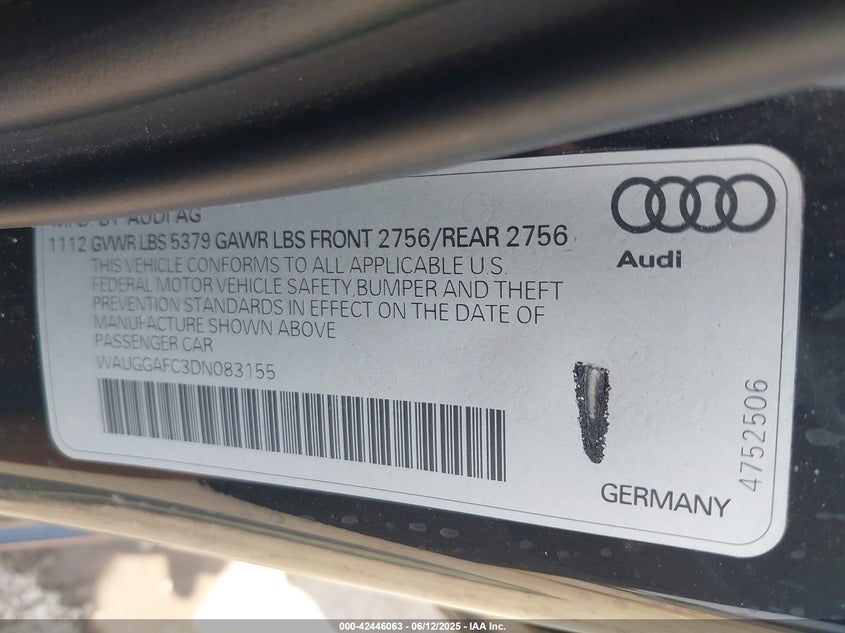 MFD. BY AUDI AG
1112 GVWR LBS 5379 GAWR LBS FRONT 2756/REAR 2756
THIS VEHICLE CONFORMS TO ALL APPLICABLE U.S.
FEDERAL MOTOR VEHICLE SAFETY, BUMPER AND THEFT
PREVENTION STANDARDS IN EFFECT ON THE DATE OF
MANUFACTURE SHOWN ABOVE
PASSENGER CAR
WAUGGAFC3DN083155
Audi
GERMANY
4752506
000-42446063 - 06/12/2025 - IAA Inc.